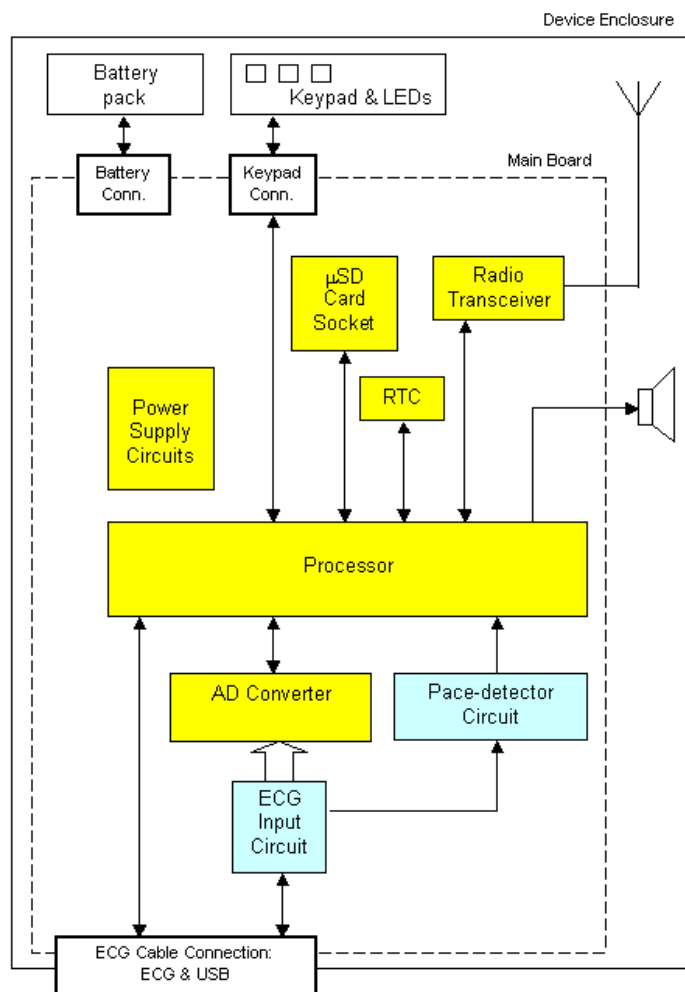 Device Enclosure
Battery
pack
Keypad & LEDs
Main Board
Battery
Conn.
Keypad
Conn.
µSD
Card
Socket
Radio
Transceiver
RTC
Power
Supply
Circuits
Processor
AD Converter
Pace-detector
Circuit
ECG
Input
Circuit
ECG Cable Connection:
ECG & USB